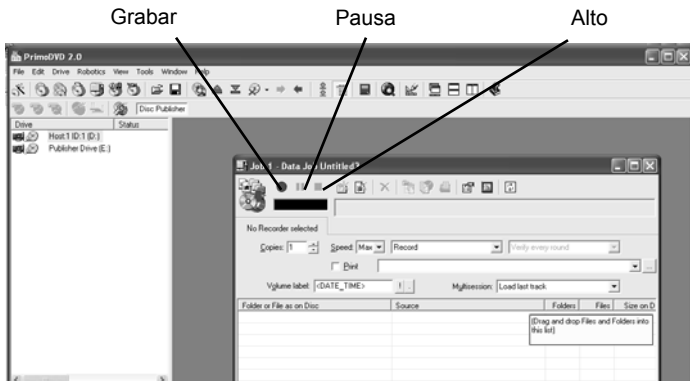 Grabar Pausa Alto
PrimoDVD 2.0
File Edit Drive Robotics View Tools Window Help
Disc Publisher
Drive Status
Host:1 ID:1 (D:)
Publisher Drive (E:)
Job 1 - Data Job Untitled?
No Recorder selected
Copies: 1 Speed: Max Record Verify every round
Print ...
Volume label: <DATE_TIME> ! . Multisession: Load last track
Folder or File as on Disc Source Folders Files Size on D
(Drag and drop Files and Folders into
this list)